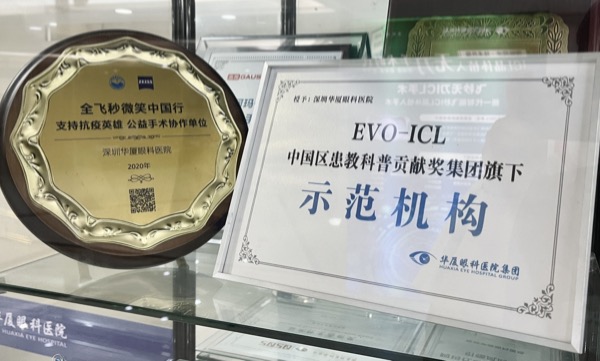 全飞秒微笑中国行
支持抗疫英雄 公益手术协作单位
深圳华厦眼科医院
2020年
授予：深圳华厦眼科医院
EVO-ICL
中国区患教科普贡献奖集团旗下
示范机构
华厦眼科医院集团
HUAXIA EYE HOSPITAL GROUP
GAUSH
华厦眼科医院
HUAXIA EYE HOSPITAL